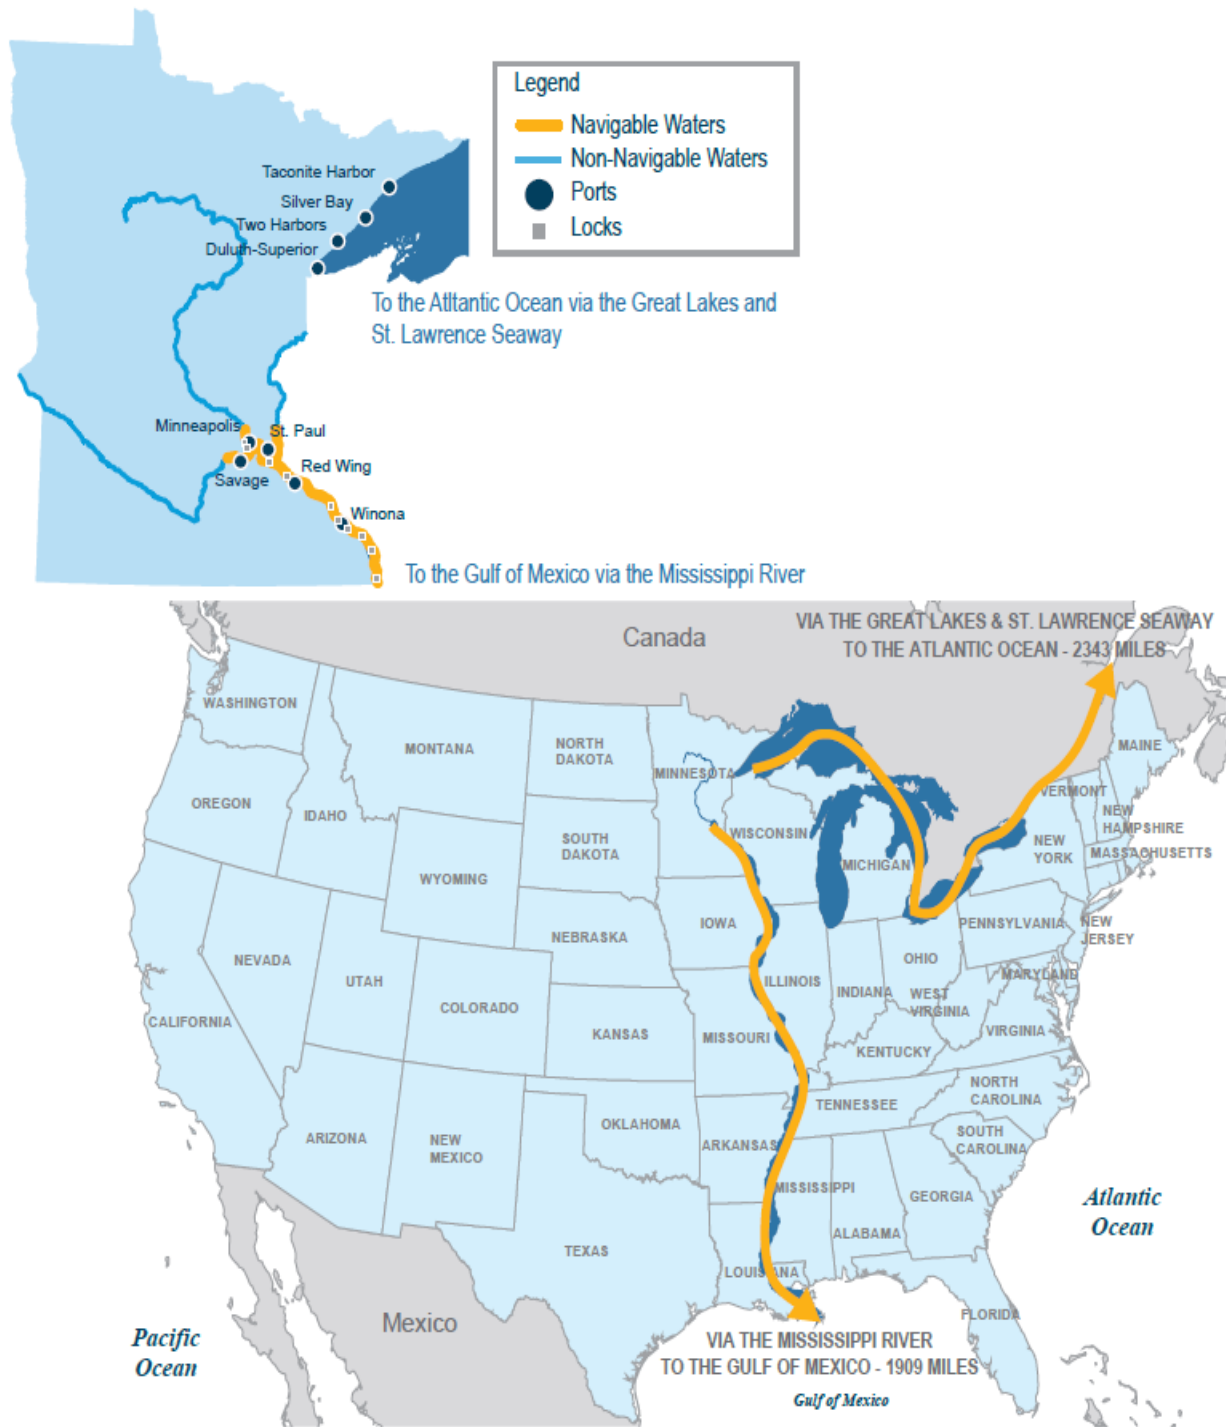 Legend
Navigable Waters
Non-Navigable Waters
Ports
Locks
Taconite Harbor
Silver Bay
Two Harbors
Duluth-Superior
To the Atltantic Ocean via the Great Lakes and
St. Lawrence Seaway
Minneapolis
St. Paul
Savage
Red Wing
Winona
To the Gulf of Mexico via the Mississippi River
Canada
VIA THE GREAT LAKES & ST. LAWRENCE SEAWAY
TO THE ATLANTIC OCEAN - 2343 MILES
WASHINGTON
MONTANA
NORTH
DAKOTA
MINNESOTA
MAINE
OREGON
IDAHO
VERMONT
NEW
HAMPSHIRE
SOUTH
DAKOTA
WISCONSIN
MICHIGAN
NEW
YORK
MASSACHUSETTS
WYOMING
IOWA
NEBRASKA
PENNSYLVANIA
NEW
JERSEY
NEVADA
UTAH
COLORADO
ILLINOIS
INDIANA
OHIO
WEST
VIRGINIA
MARYLAND
CALIFORNIA
KANSAS
MISSOURI
KENTUCKY
VIRGINIA
ARIZONA
NEW
MEXICO
OKLAHOMA
ARKANSAS
TENNESSEE
NORTH
CAROLINA
SOUTH
CAROLINA
MISSISSIPPI
ALABAMA
GEORGIA
TEXAS
LOUISIANA
FLORIDA
Atlantic
Ocean
Mexico
Pacific
Ocean
VIA THE MISSISSIPPI RIVER
TO THE GULF OF MEXICO - 1909 MILES
Gulf of Mexico